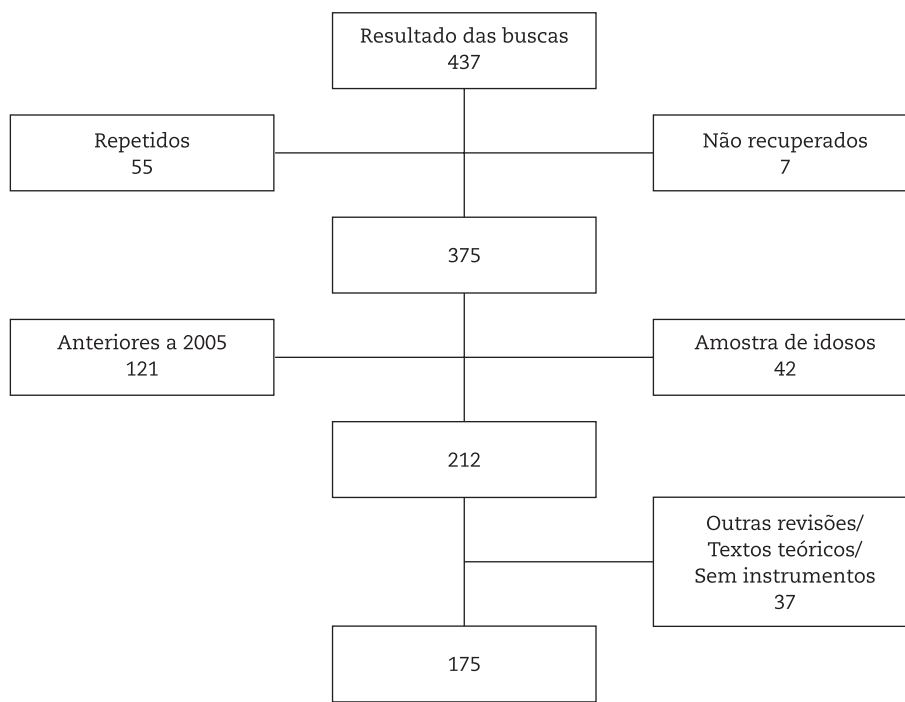 Resultado das buscas
437
Repetidos
55
Não recuperados
7
375
Anteriores a 2005
121
Amostra de idosos
42
212
Outras revisões/
Textos teóricos/
Sem instrumentos
37
175